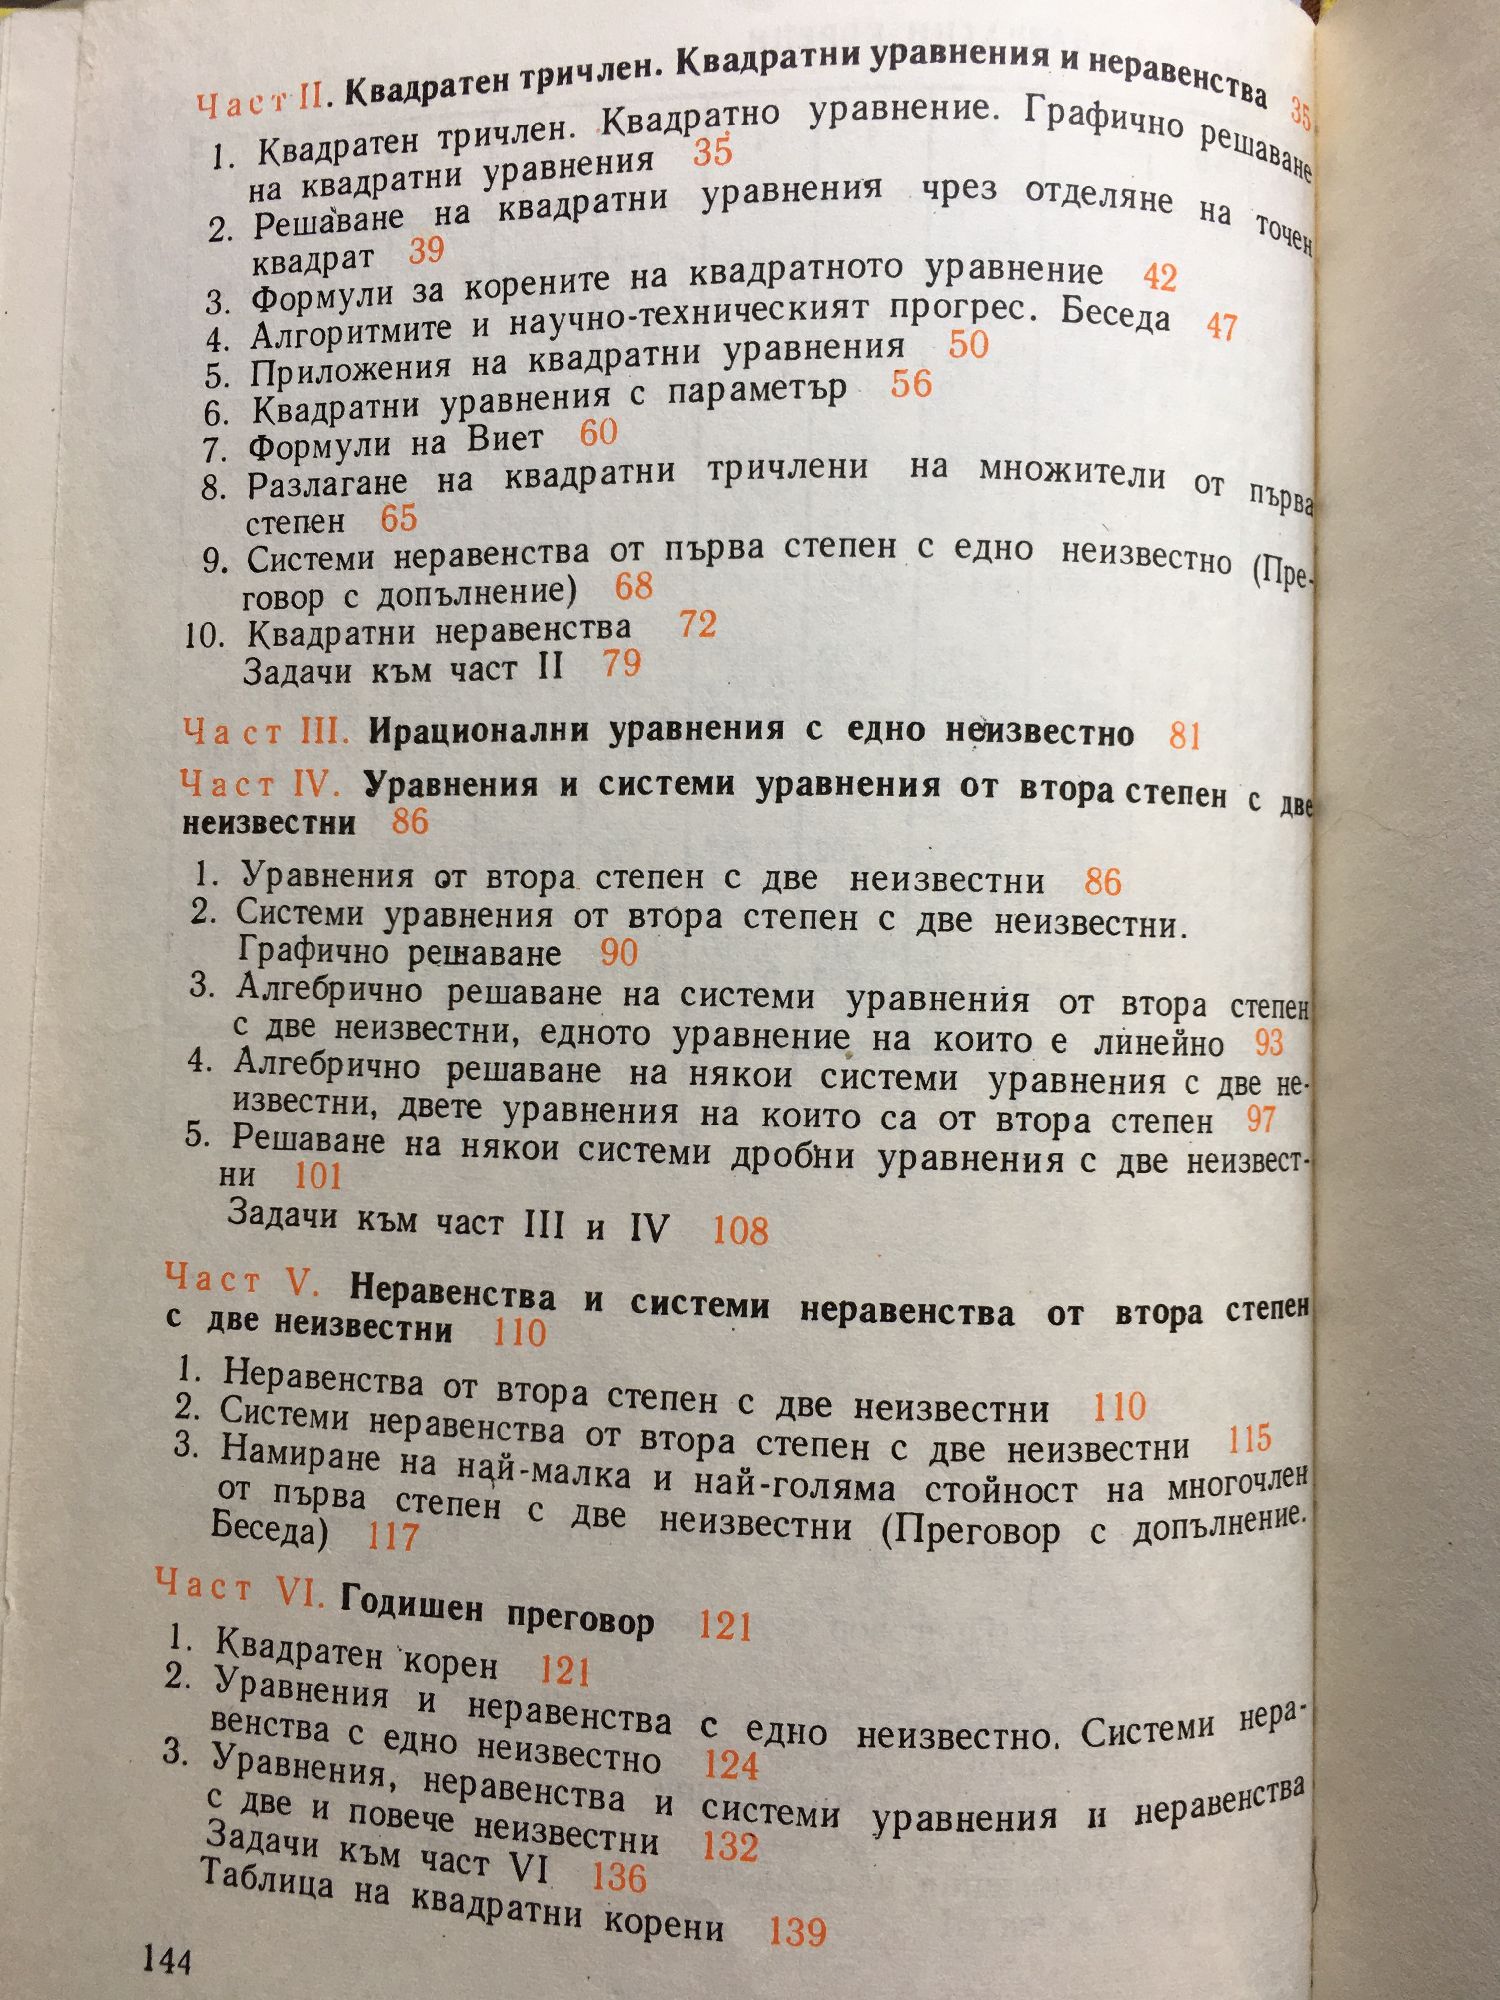 Част II. Квадратен тричлен. Квадратни уравнения и неравенства 35
1. Квадратен тричлен. Квадратно уравнение. Графично решаване
на квадратни уравнения 35
2. Решаване на квадратни уравнения чрез отделяне на точен
квадрат 39
3. Формули за корените на квадратното уравнение 42
4. Алгоритмите и научно-техническият прогрес. Беседа 47
5. Приложения на квадратни уравнения 50
6. Квадратни уравнения с параметър 56
7. Формули на Виет 60
8. Разлагане на квадратни тричлени на множители от първа
степен 65
9. Системи неравенства от първа степен с едно неизвестно (Пре-
говор с допълнение) 68
10. Квадратни неравенства 72
Задачи към част II 79
Част III. Ирационални уравнения с едно неизвестно 81
Част IV. Уравнения и системи уравнения от втора степен с две
неизвестни 86
1. Уравнения от втора степен с две неизвестни 86
2. Системи уравнения от втора степен с две неизвестни.
Графично решаване 90
3. Алгебрично решаване на системи уравнения от втора степен
с две неизвестни, едното уравнение на които е линейно 93
4. Алгебрично решаване на някои системи уравнения с две не-
известни, двете уравнения на които са от втора степен 97
5. Решаване на някои системи дробни уравнения с две неизвест-
ни 101
Задачи към част III и IV 108
Част V. Неравенства и системи неравенства от втора степен
с две неизвестни 110
1. Неравенства от втора степен с две неизвестни 110
2. Системи неравенства от втора степен с две неизвестни 115
3. Намиране на най-малка и най-голяма стойност на многочлен
от първа степен с две неизвестни (Преговор с допълнение.
Беседа) 117
Част VI. Годишен преговор 121
1. Квадратен корен 121
2. Уравнения и неравенства с едно неизвестно. Системи нера-
венства с едно неизвестно 124
3. Уравнения, неравенства и системи уравнения и неравенства
с две и повече неизвестни 132
Задачи към част VI 136
Таблица на квадратни корени 139
144